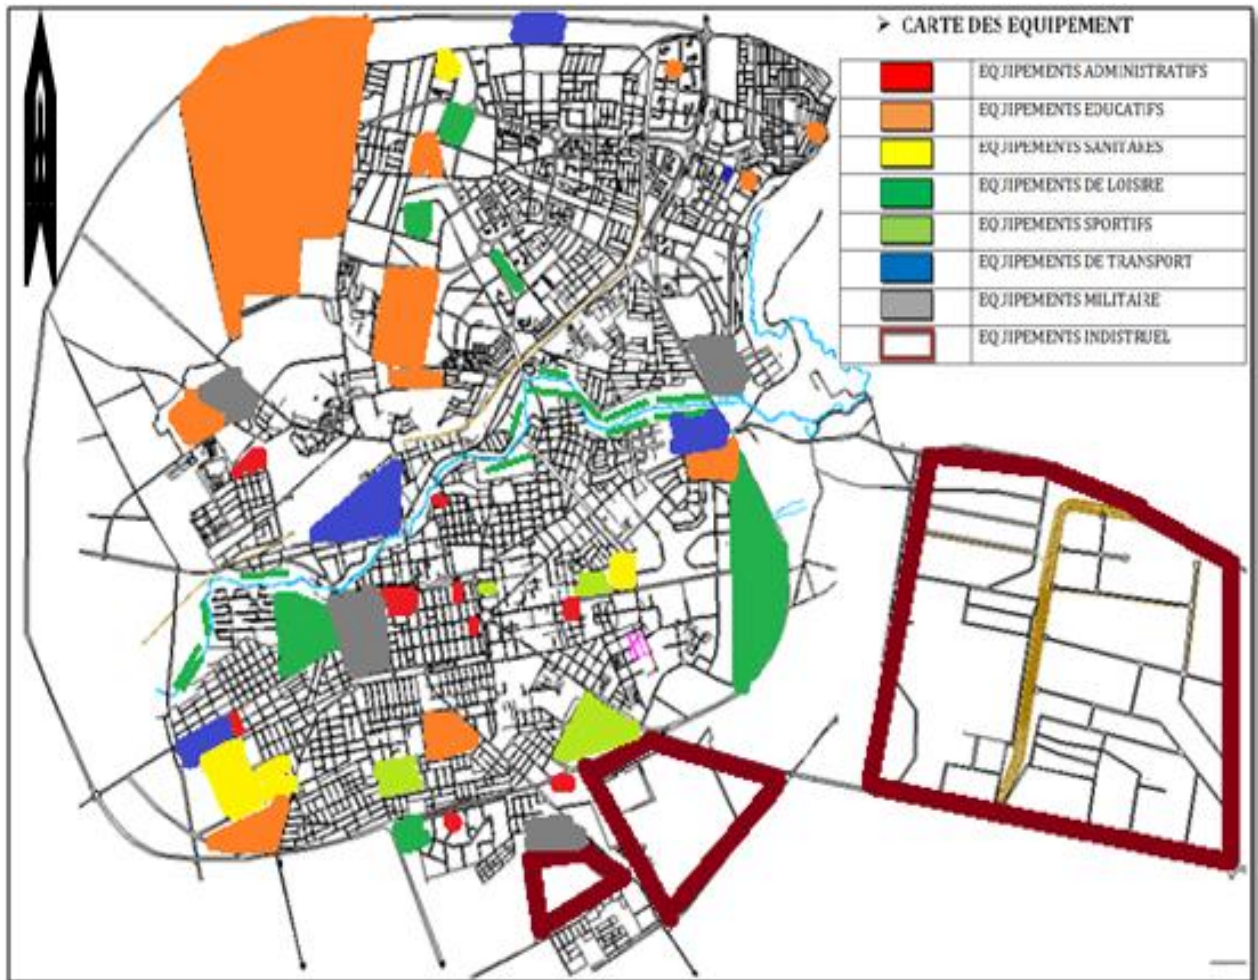 ➤ CARTE DES EQUIPEMENT
EQUIPEMENTS ADMINISTRATIFS
EQUIPEMENTS EDUCATIFS
EQUIPEMENTS SANITARES
EQUIPEMENTS DE LOISIRE
EQUIPEMENTS SPORTIFS
EQUIPEMENTS DE TRANSPORT
EQUIPEMENTS MILITAIRE
EQUIPEMENTS INDISTRUEL